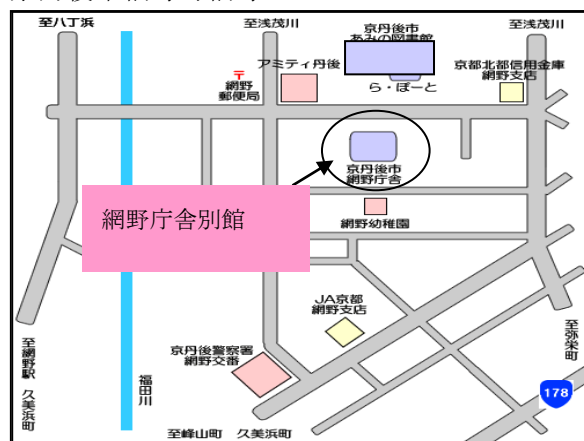 至八丁浜
至浅茂川
京丹後市
あみの図書館
至浅茂川
アミティ丹後
京都北都信用金庫
網野支店
〒
網野
郵便局
ら・ぽーと
京丹後市
網野庁舎
網野庁舎別館
網野幼稚園
JA京都
網野支店
京丹後警察署
網野交番
至弥栄町
至網野駅 久美浜町
福田川
178
至峰山町 久美浜町